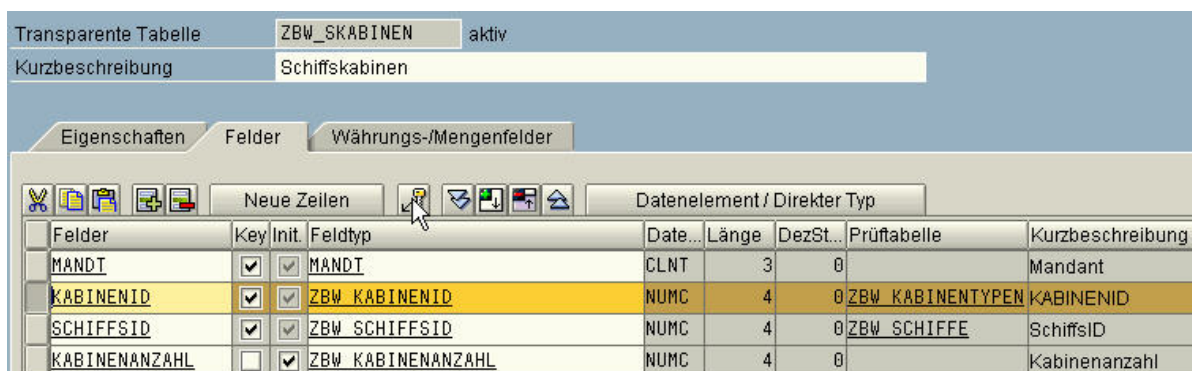 Transparente Tabelle ZBW_SKABINEN aktiv
Kurzbeschreibung Schiffskabinen
Eigenschaften Felder Währungs-/Mengenfelder
Neue Zeilen Datenelement / Direkter Typ
Felder Key Init. Feldtyp Date... Länge DezSt... Prüftabelle Kurzbeschreibung
MANDT MANDT CLNT 3 0 Mandant
KABINENID ZBW_KABINENID NUMC 4 0 ZBW_KABINENTYPEN KABINENID
SCHIFFSID ZBW_SCHIFFSID NUMC 4 0 ZBW_SCHIFFE SchiffsID
KABINENANZAHL ZBW_KABINENANZAHL NUMC 4 0 Kabinenanzahl